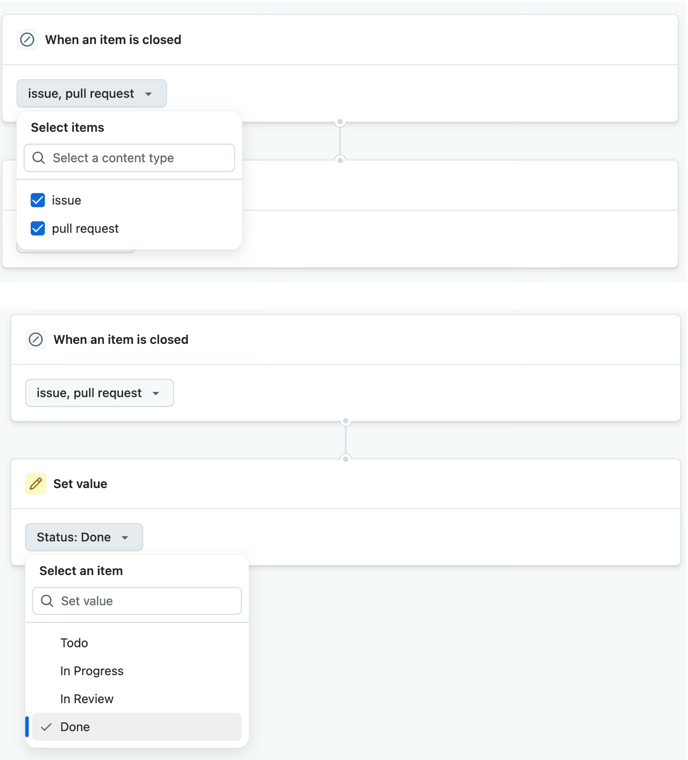 When an item is closed
issue, pull request
Select items
Select a content type
issue
pull request
When an item is closed
issue, pull request
Set value
Status: Done
Select an item
Set value
Todo
In Progress
In Review
Done